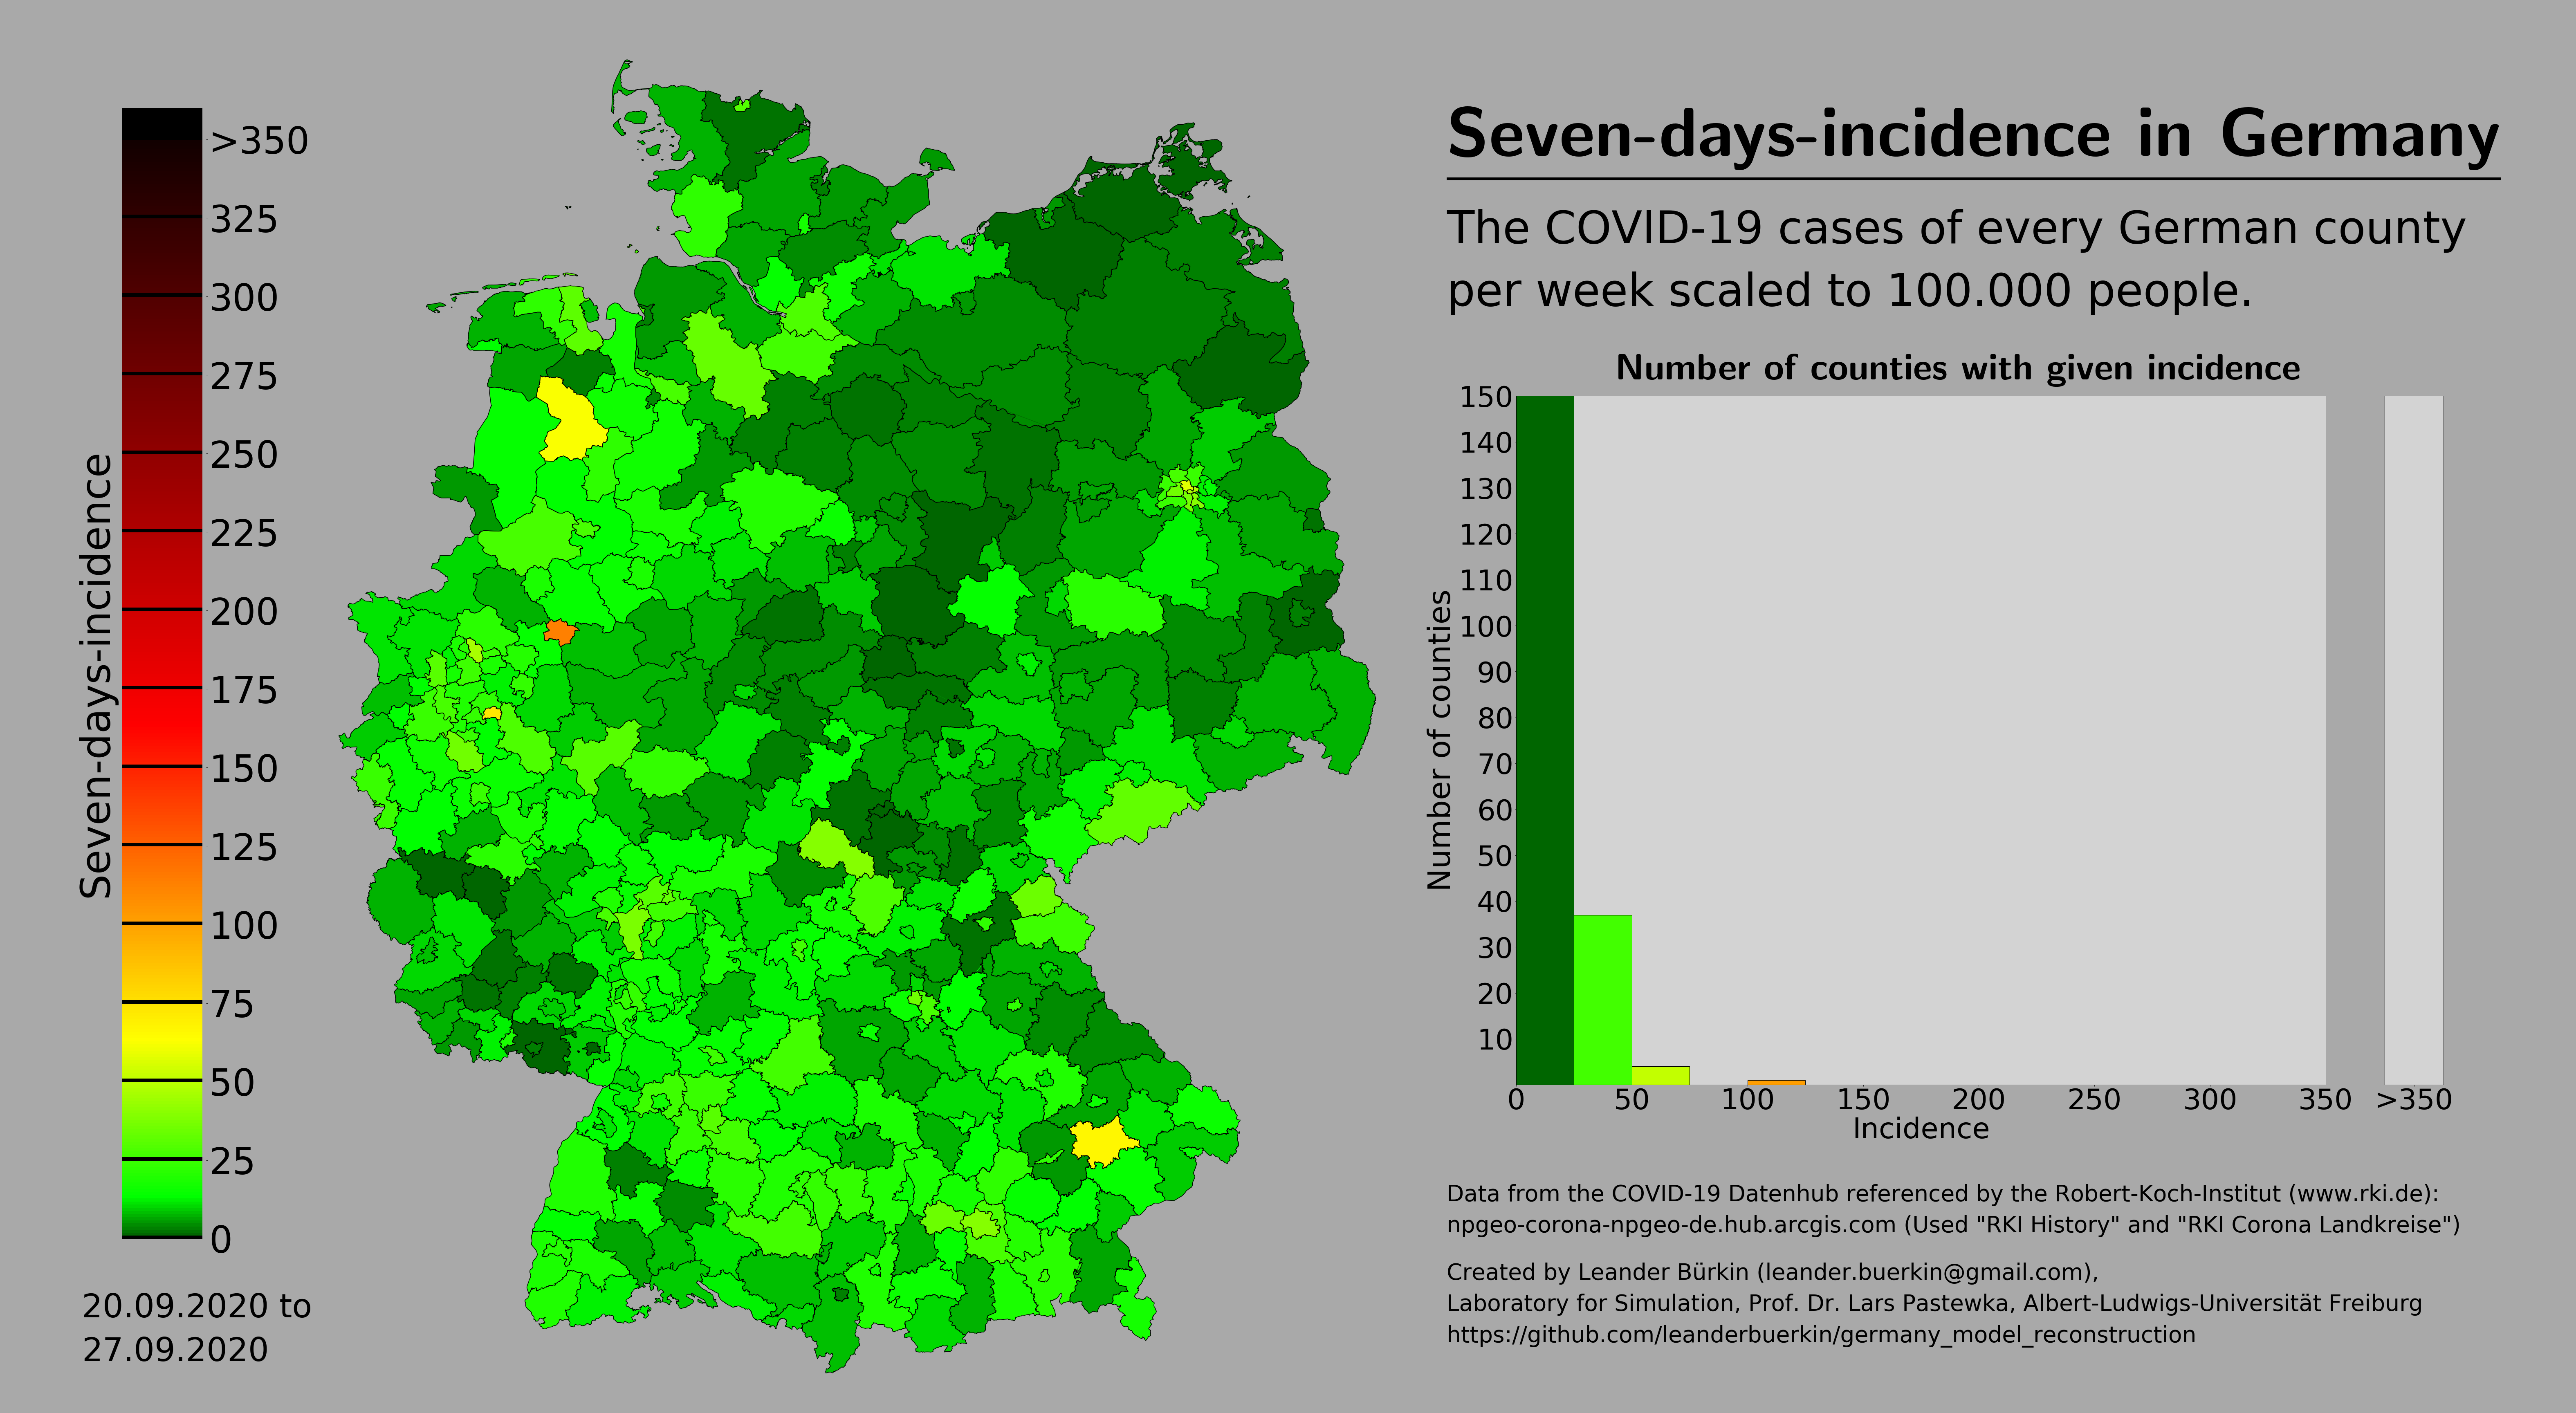 Seven-days-incidence in Germany
The COVID-19 cases of every German county
per week scaled to 100.000 people.
Seven-days-incidence
>350
325
300
275
250
225
200
175
150
125
100
75
50
25
0
20.09.2020 to
27.09.2020
Number of counties with given incidence
Number of counties
150
140
130
120
110
100
90
80
70
60
50
40
30
20
10
0 50 100 150 200 250 300 350 >350
Incidence
Data from the COVID-19 Datenhub referenced by the Robert-Koch-Institut (www.rki.de):
npgeo-corona-npgeo-de.hub.arcgis.com (Used "RKI History" and "RKI Corona Landkreise")
Created by Leander Bürkin (leander.buerkin@gmail.com),
Laboratory for Simulation, Prof. Dr. Lars Pastewka, Albert-Ludwigs-Universität Freiburg
https://github.com/leanderbuerkin/germany_model_reconstruction